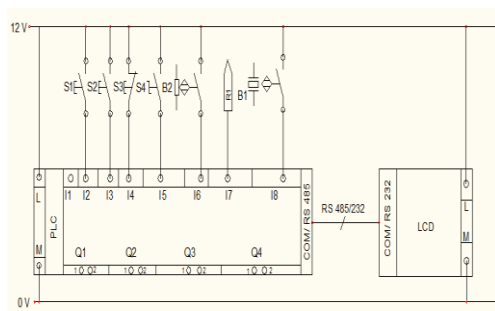 12 V
S1 S2 S3 S4 B2 R1 B1
I1 I2 I3 I4 I5 I6 I7 I8
L
M
PLC
Q1 Q2 Q3 Q4
1 2 1 2 1 2 1 2
COM/ RS 485
RS 485/232
COM/ RS 232
LCD
L
M
0 V